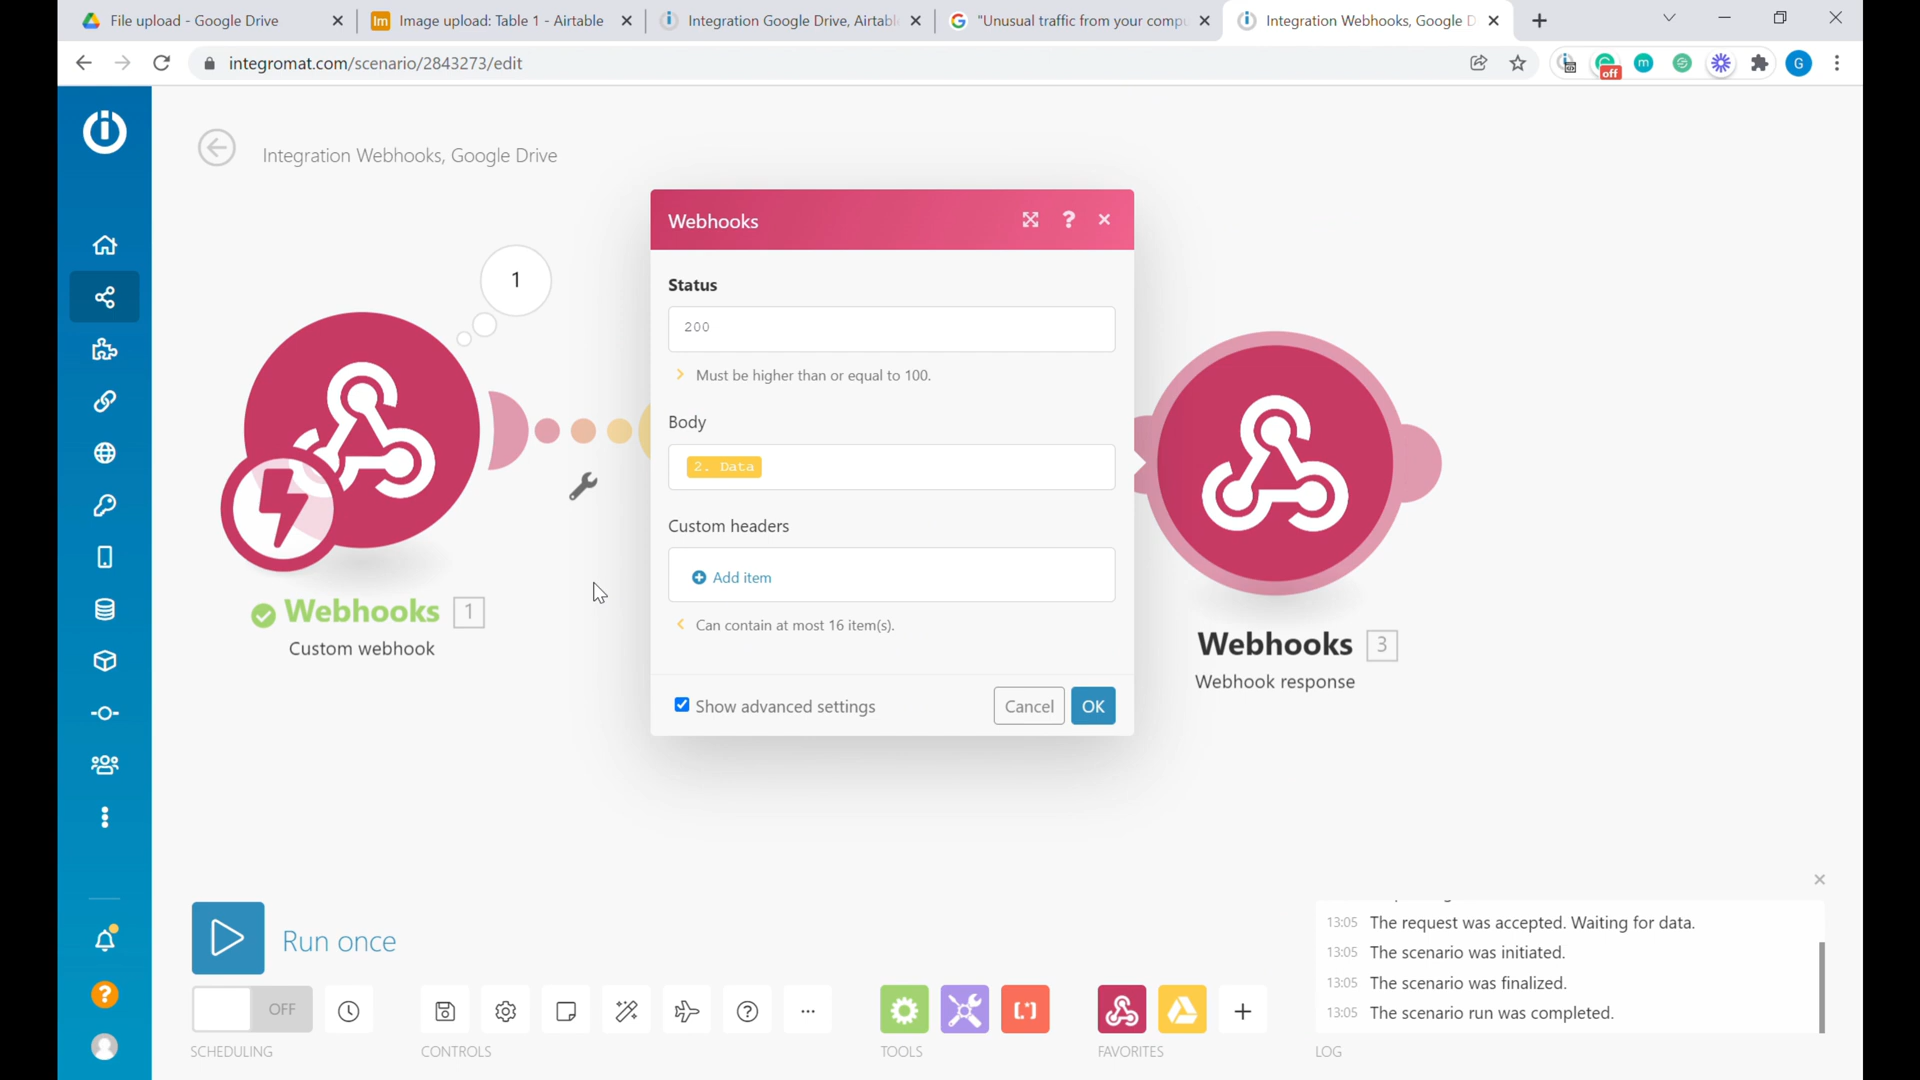 File upload - Google Drive
Image upload: Table 1 - Airtable
Integration Google Drive, Airtabl
"Unusual traffic from your compu
Integration Webhooks, Google D
integromat.com/scenario/2843273/edit
off
m
G
Integration Webhooks, Google Drive
1
Webhooks
?
Status
200
Must be higher than or equal to 100.
Body
2. Data
Custom headers
Add item
Can contain at most 16 item(s).
Show advanced settings
Cancel
OK
Webhooks 1
Custom webhook
Webhooks 3
Webhook response
Run once
OFF
SCHEDULING
CONTROLS
TOOLS
FAVORITES
LOG
13:05 The request was accepted. Waiting for data.
13:05 The scenario was initiated.
13:05 The scenario was finalized.
13:05 The scenario run was completed.